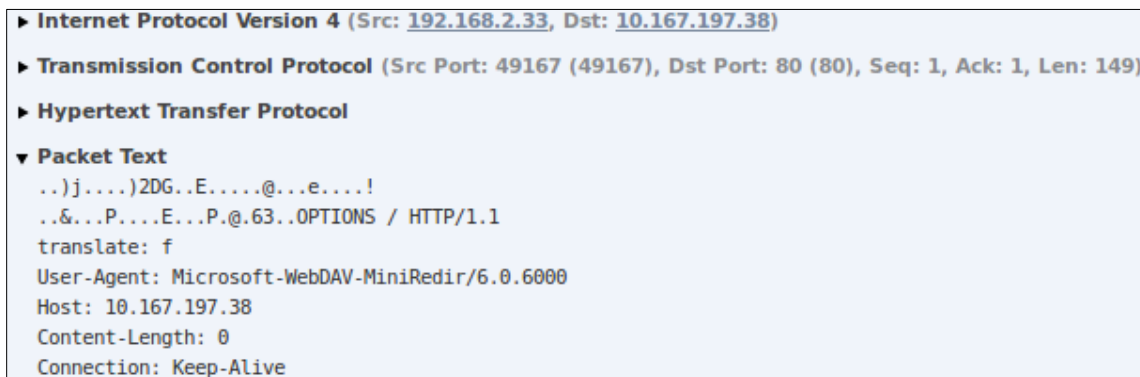 ▸ Internet Protocol Version 4 (Src: 192.168.2.33, Dst: 10.167.197.38)
▸ Transmission Control Protocol (Src Port: 49167 (49167), Dst Port: 80 (80), Seq: 1, Ack: 1, Len: 149)
▸ Hypertext Transfer Protocol
▾ Packet Text
..)j....)2DG..E.....@...e....!
..&...P....E...P.@.63..OPTIONS / HTTP/1.1
translate: f
User-Agent: Microsoft-WebDAV-MiniRedir/6.0.6000
Host: 10.167.197.38
Content-Length: 0
Connection: Keep-Alive